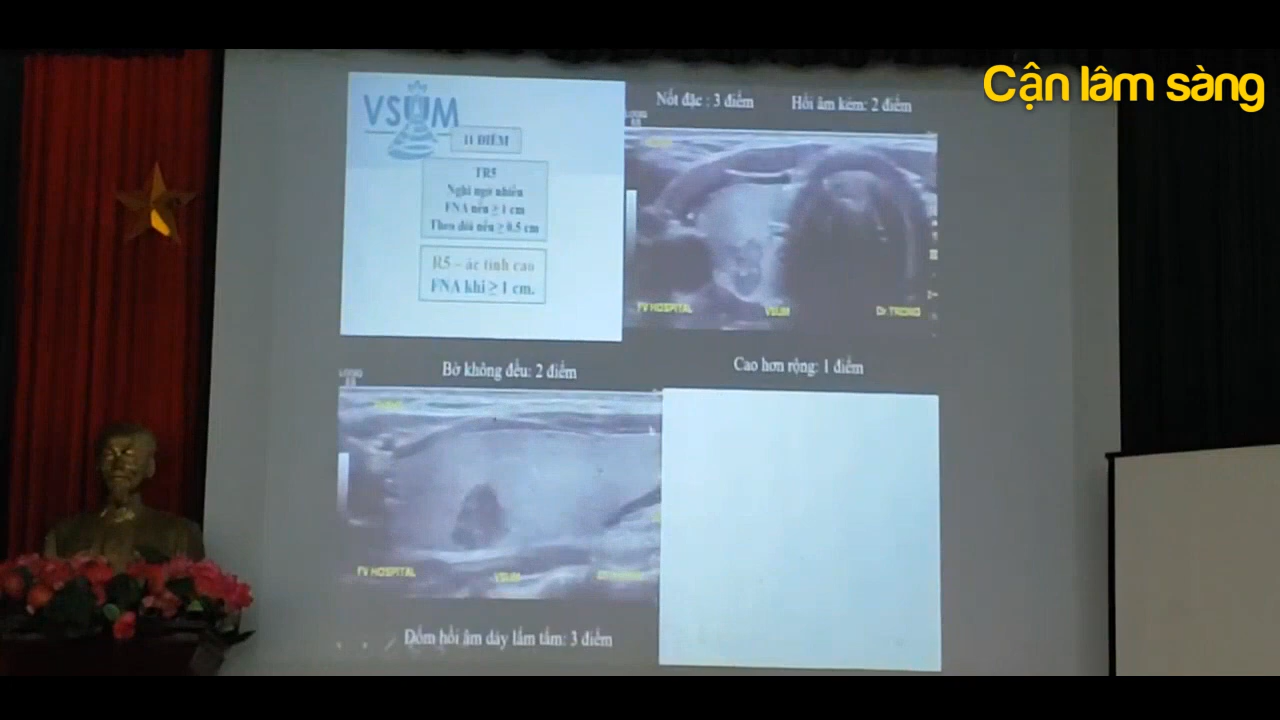 Cận lâm sàng
VSUM
11 ĐIỂM
TR5
Nghi ngờ nhiều
FNA nếu ≥ 1 cm
Theo dõi nếu ≥ 0.5 cm
R5 – ác tính cao
FNA khi ≥ 1 cm.
Nốt đặc : 3 điểm
Hồi âm kém: 2 điểm
FV HOSPITAL
VSUM
Dr TRONG
Bờ không đều: 2 điểm
Cao hơn rộng: 1 điểm
FV HOSPITAL
VSUM
Đốm hồi âm dày lấm tấm: 3 điểm